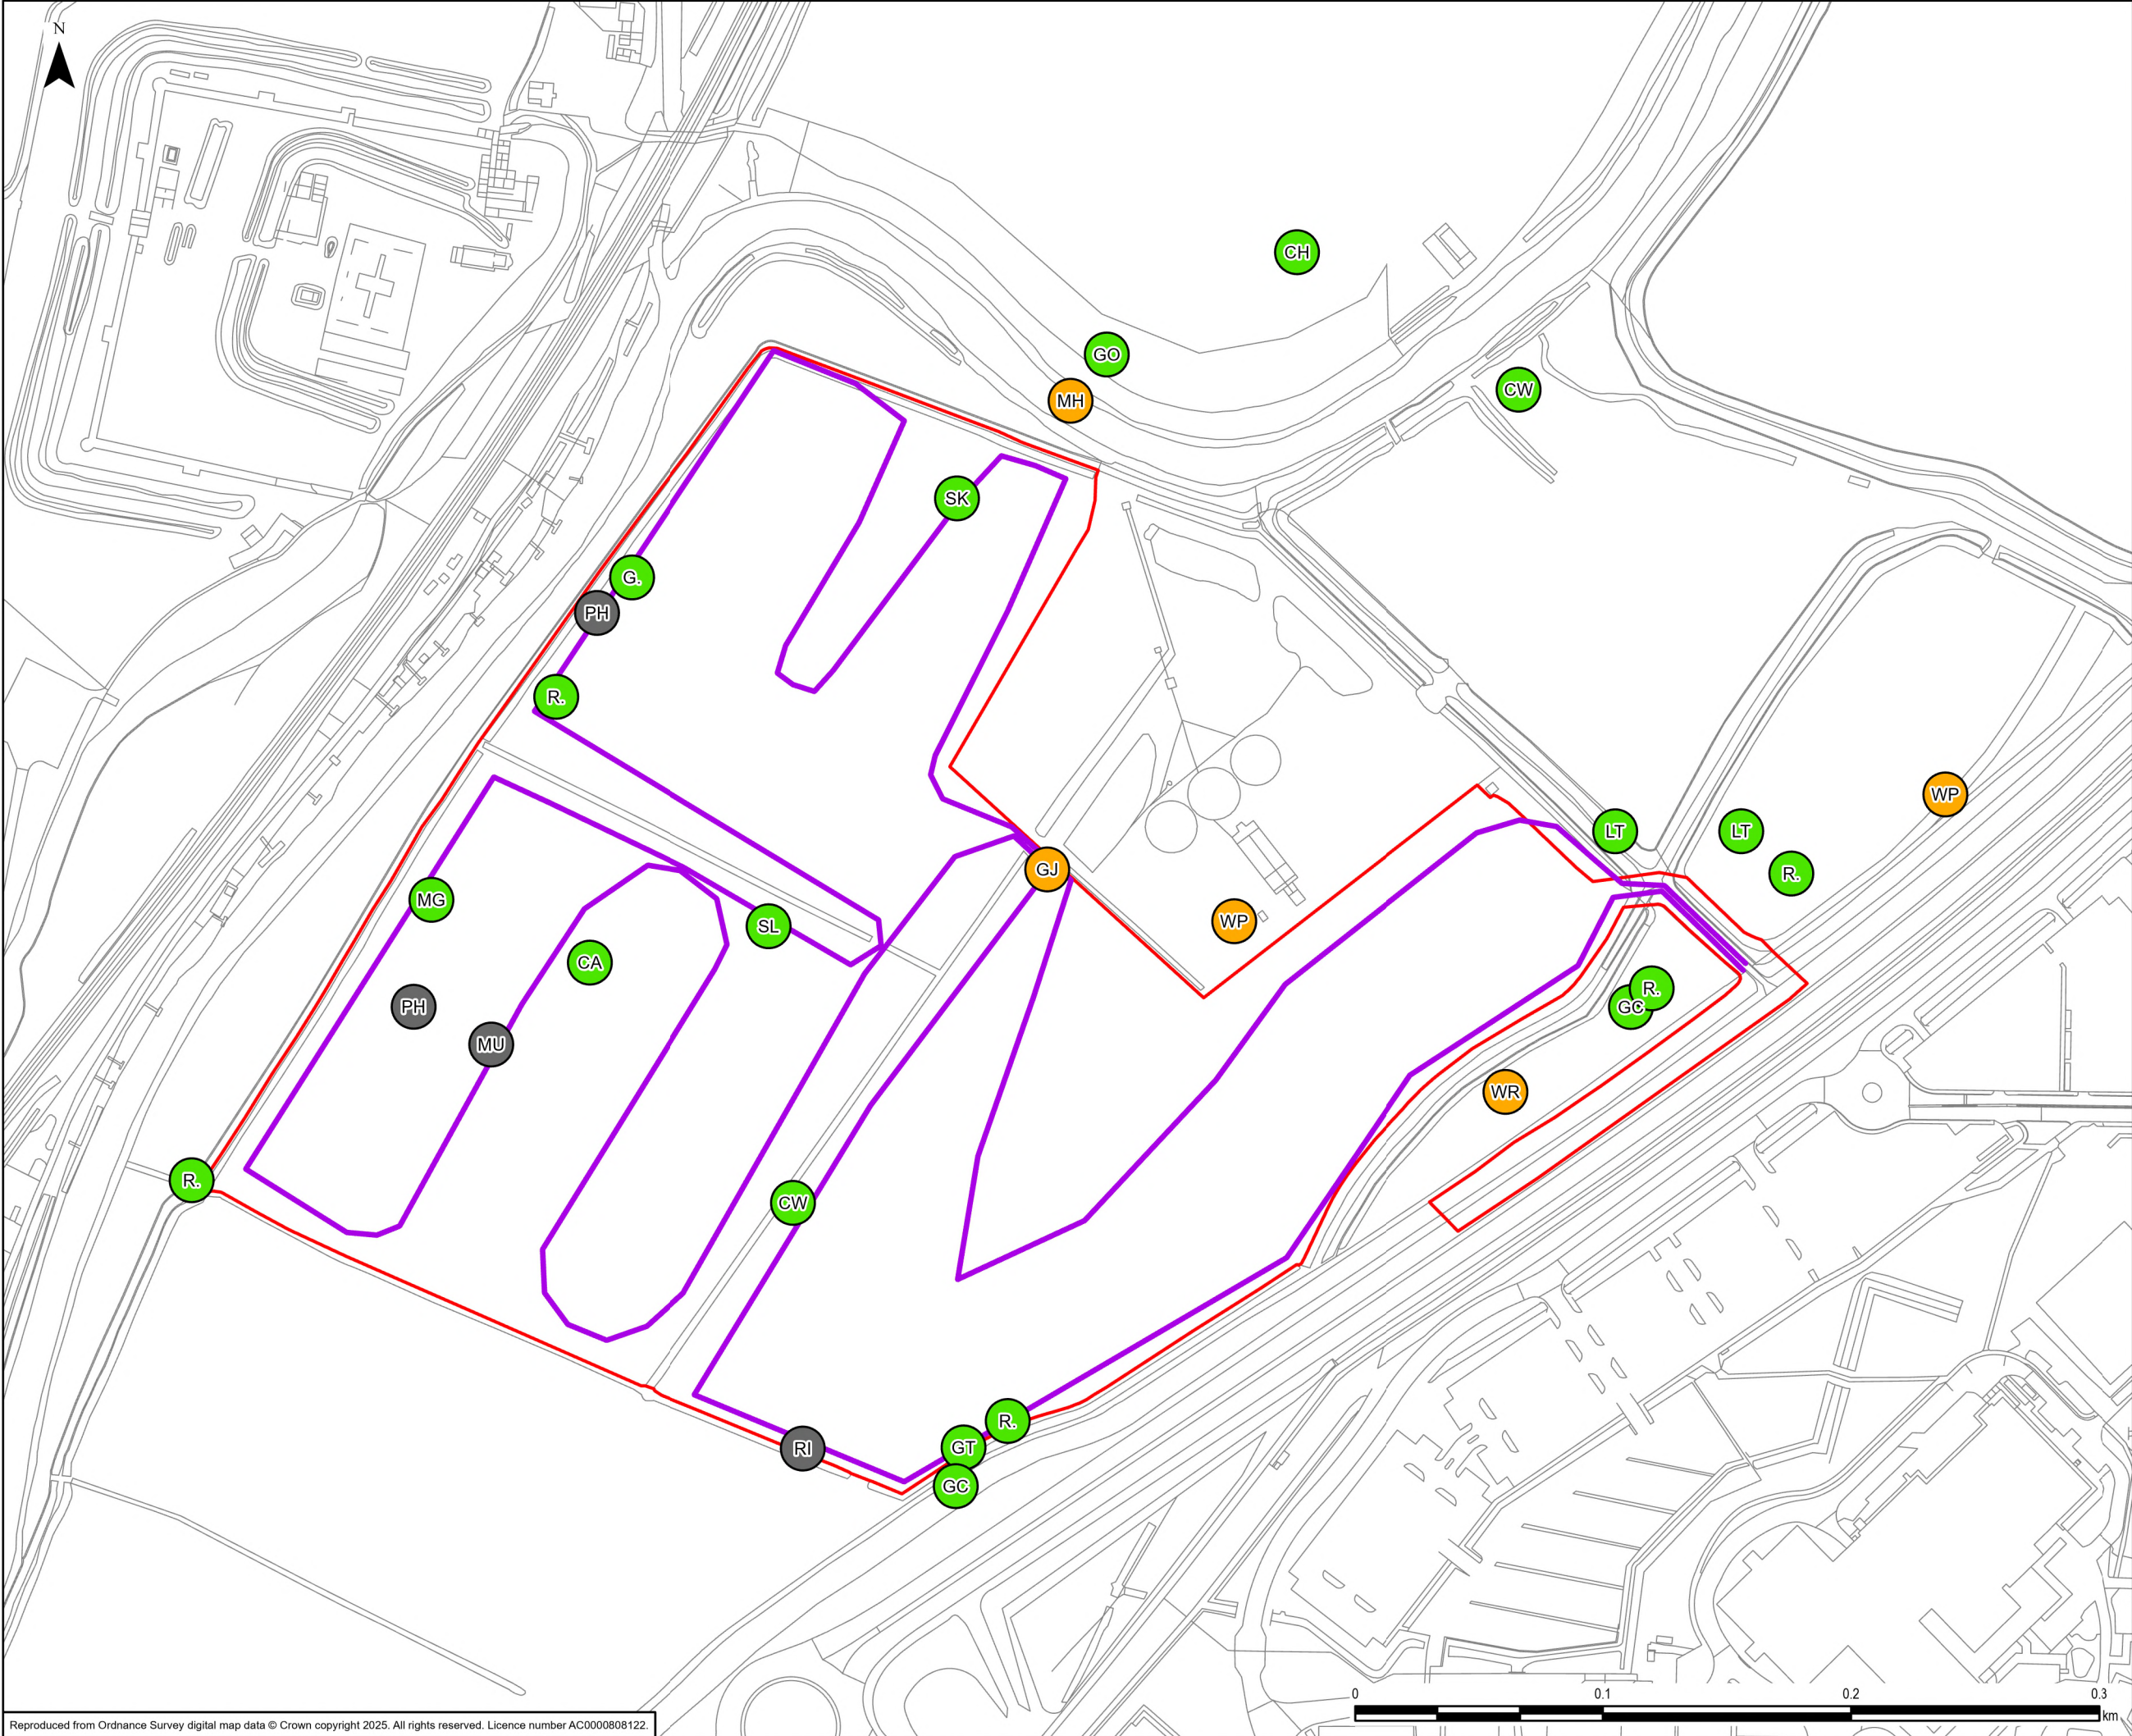 N
CH
GO
MH
CW
SK
G.
PH
R.
WP
LT
LT
GJ
R.
MG
WP
SL
CA
R.
PH
GC
MU
WR
R.
CW
R.
GT
RI
GC
0 0.1 0.2 0.3
km
Reproduced from Ordnance Survey digital map data © Crown copyright 2025. All rights reserved. Licence number AC0000808122.